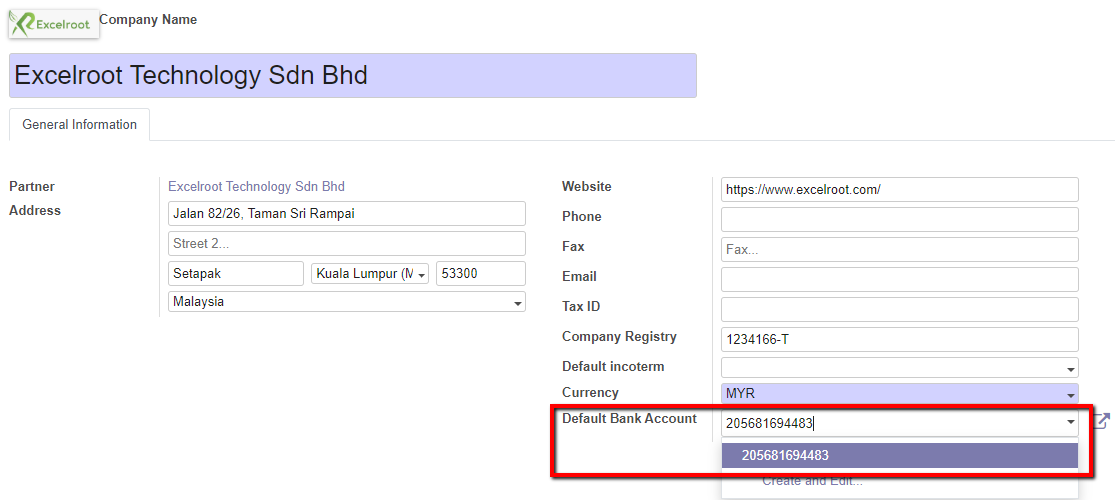 Excelroot
Company Name
Excelroot Technology Sdn Bhd
General Information
Partner
Excelroot Technology Sdn Bhd
Address
Jalan 82/26, Taman Sri Rampai
Street 2...
Setapak Kuala Lumpur (M 53300
Malaysia
Website
https://www.excelroot.com/
Phone
Fax
Fax...
Email
Tax ID
Company Registry
1234166-T
Default incoterm
Currency
MYR
Default Bank Account
205681694483
205681694483
Create and Edit...